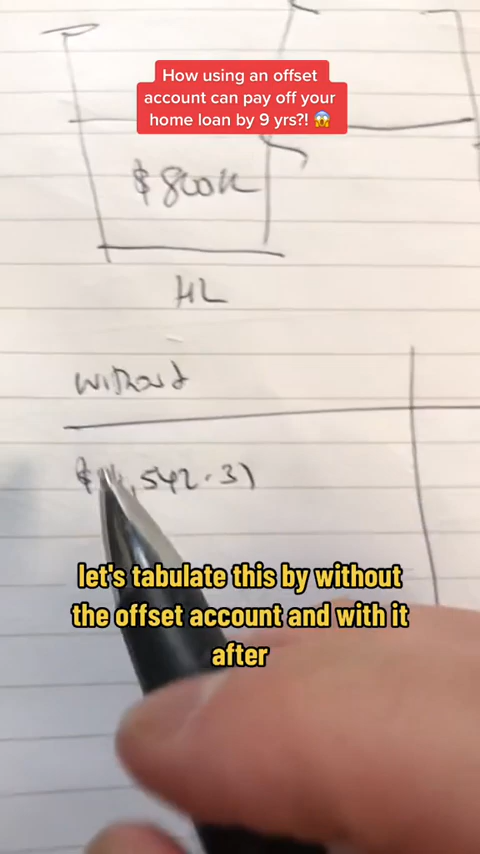 How using an offset
account can pay off your
home loan by 9 yrs?! 😱
$800K
HL
without
,542.31
let's tabulate this by without
the offset account and with it
after